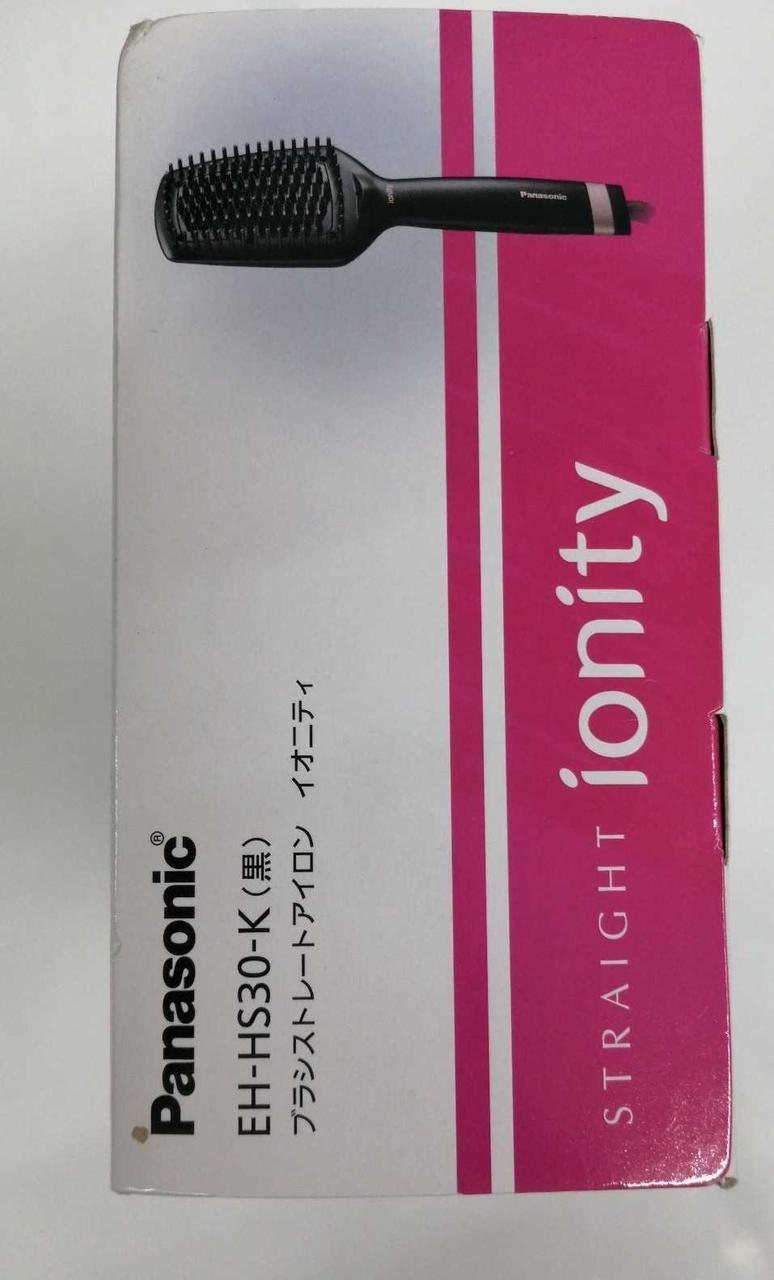 Panasonic®
EH-HS30-K（黒）
ブラシストレートアイロン　イオニティ
STRAIGHT ionity
ionity
Panasonic